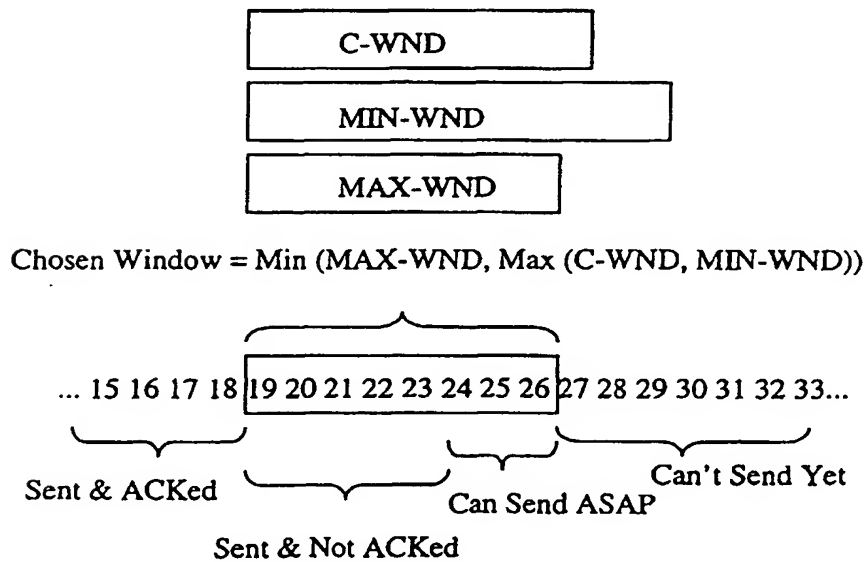 C-WND
MIN-WND
MAX-WND
Chosen Window = Min (MAX-WND, Max (C-WND, MIN-WND))
... 15 16 17 18 19 20 21 22 23 24 25 26 27 28 29 30 31 32 33...
Sent & ACKed
Can Send ASAP
Can't Send Yet
Sent & Not ACKed